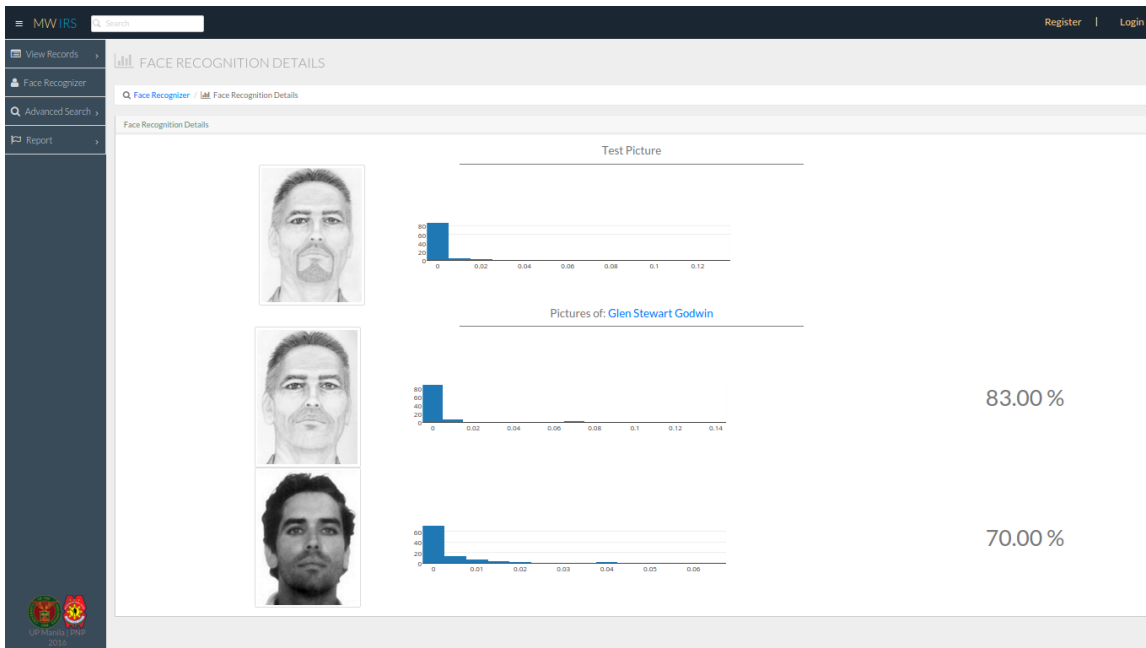 ≡ MWIRS Search Register | Login
View Records ›
FACE RECOGNITION DETAILS
Face Recognizer
Face Recognizer / Face Recognition Details
Advanced Search ›
Face Recognition Details
Report ›
Test Picture
80
60
40
20
0
0 0.02 0.04 0.06 0.08 0.1 0.12
Pictures of: Glen Stewart Godwin
80
60
40
20
0
0 0.02 0.04 0.06 0.08 0.1 0.12 0.14
83.00 %
60
40
20
0
0 0.01 0.02 0.03 0.04 0.05 0.06
70.00 %
UP Manila | PNP
2016